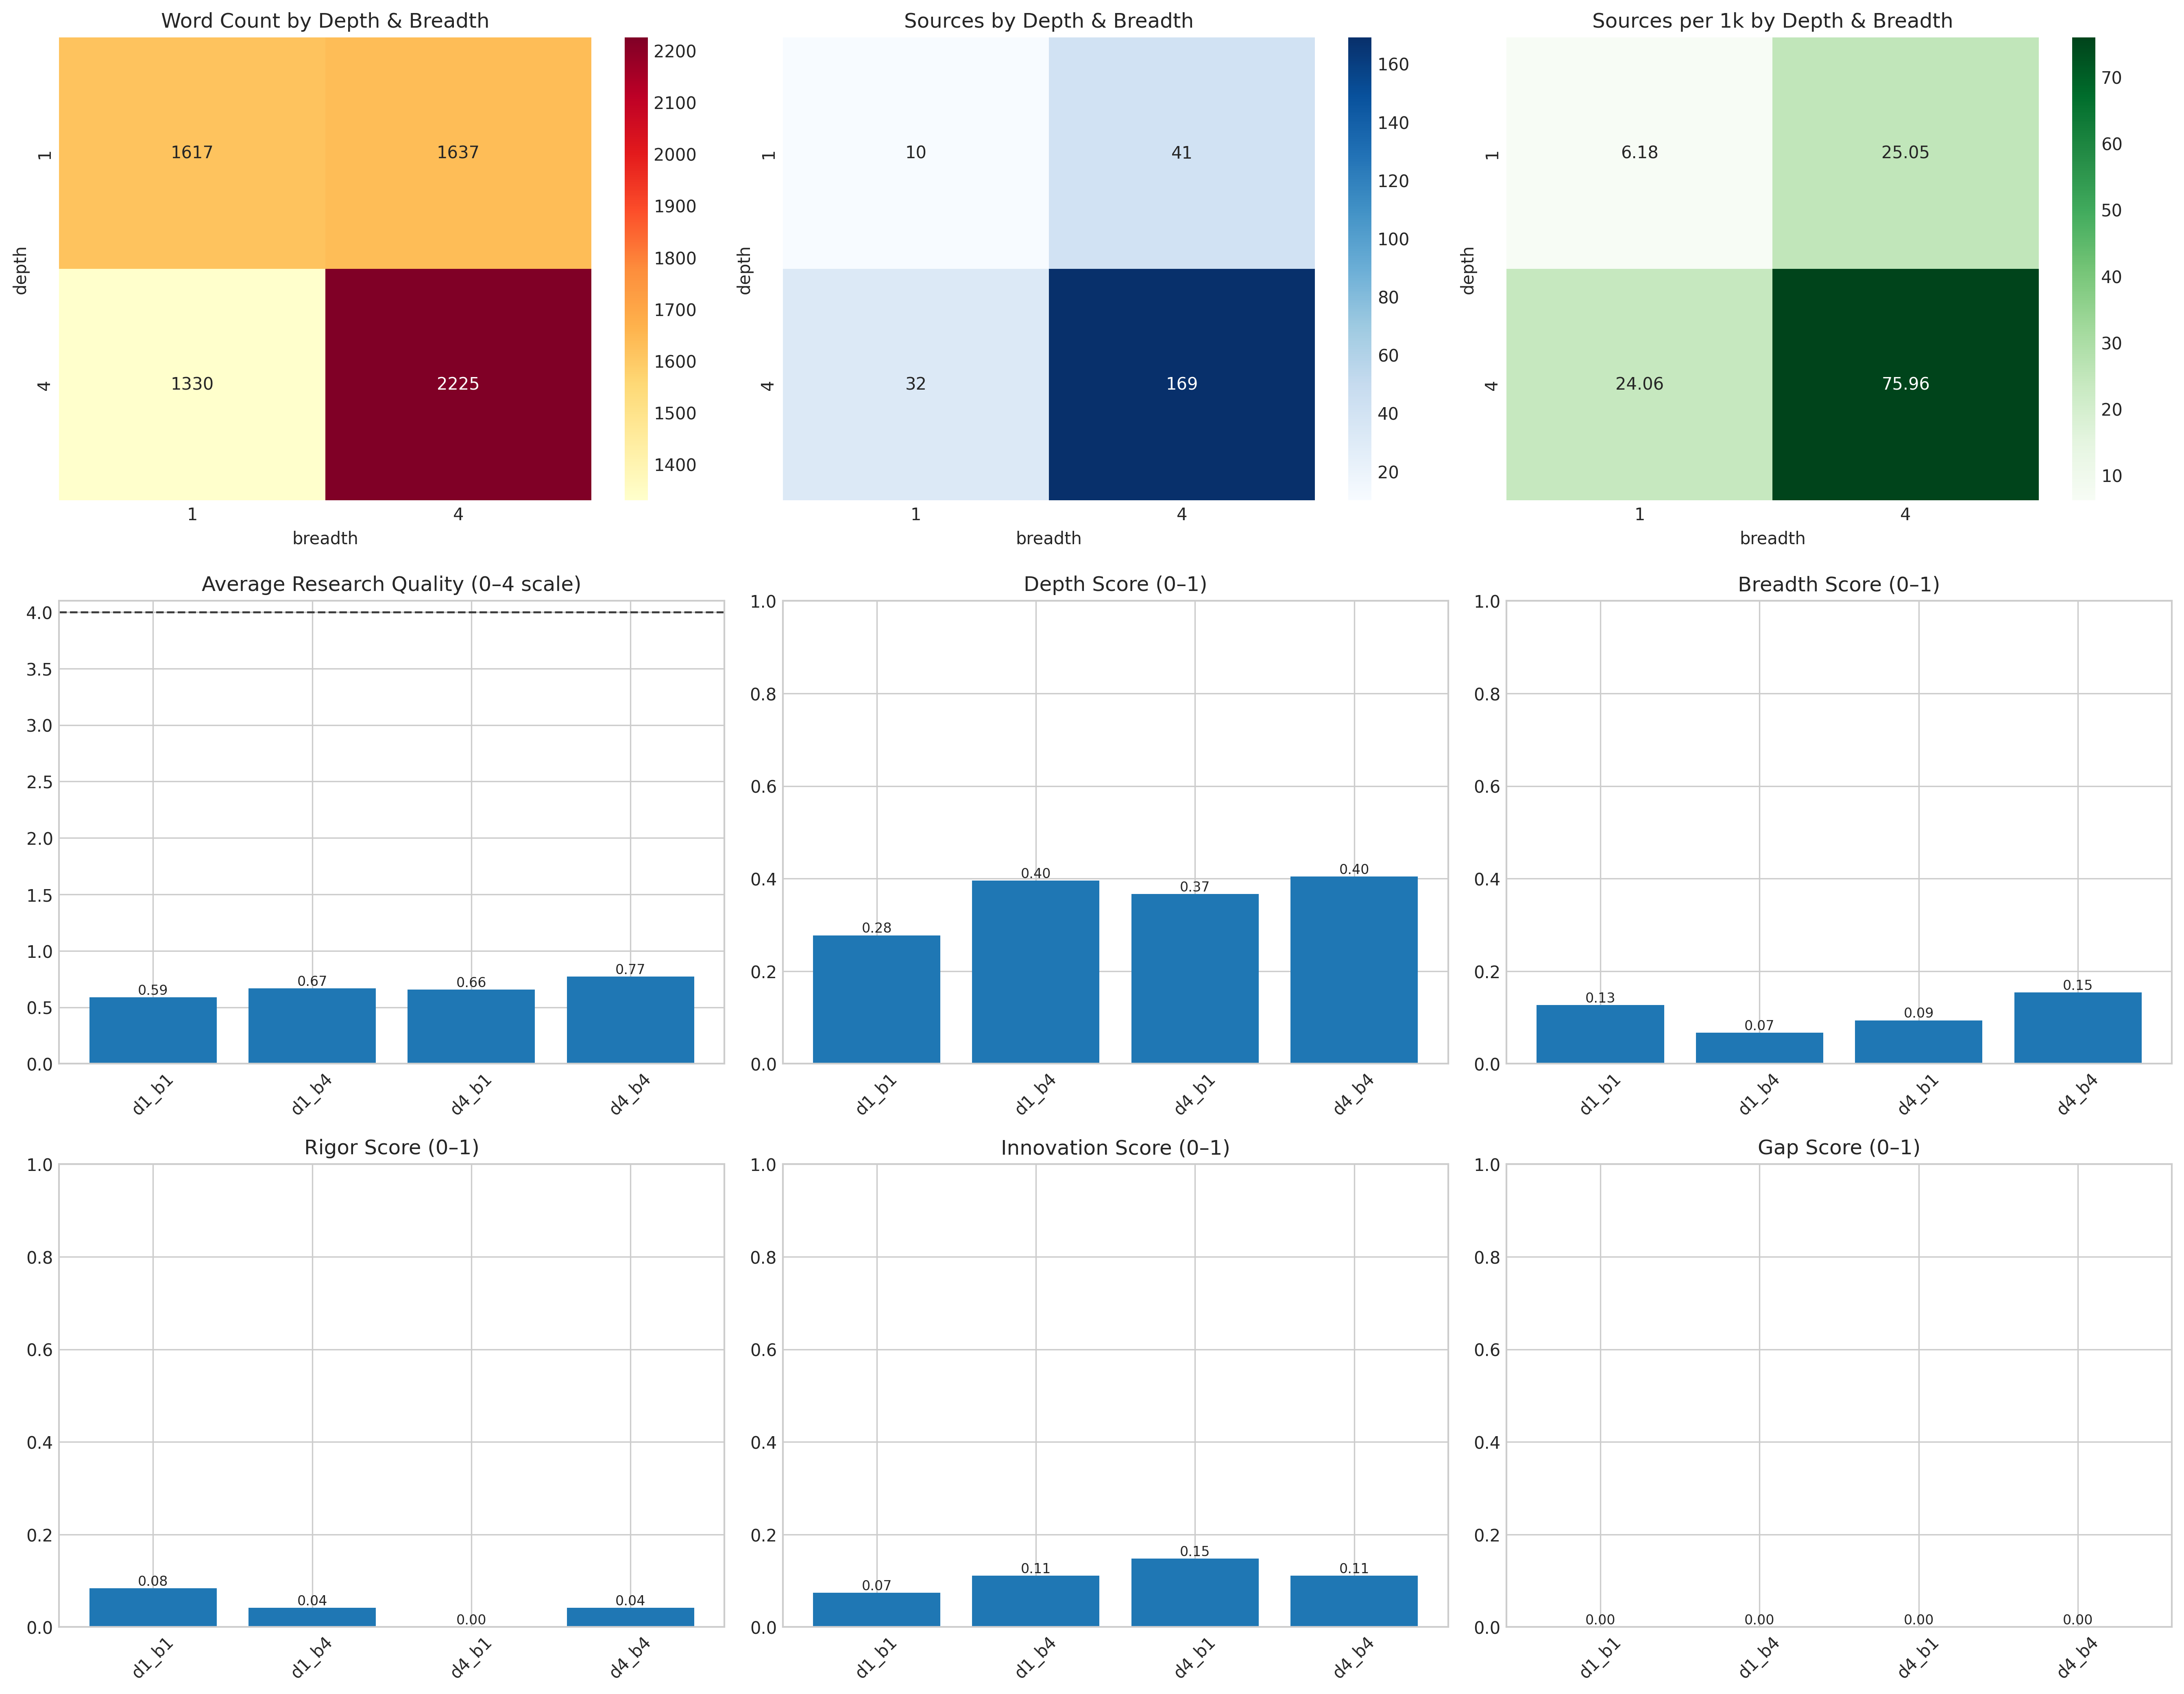 Word Count by Depth & Breadth
1617
1637
1330
2225
1
4
depth
1
4
breadth
2200
2100
2000
1900
1800
1700
1600
1500
1400
Sources by Depth & Breadth
10
41
32
169
1
4
depth
1
4
breadth
160
140
120
100
80
60
40
20
Sources per 1k by Depth & Breadth
6.18
25.05
24.06
75.96
1
4
depth
1
4
breadth
70
60
50
40
30
20
10
Average Research Quality (0–4 scale)
4.0
3.5
3.0
2.5
2.0
1.5
1.0
0.5
0.0
0.59
0.67
0.66
0.77
d1_b1
d1_b4
d4_b1
d4_b4
Depth Score (0–1)
1.0
0.8
0.6
0.4
0.2
0.0
0.28
0.40
0.37
0.40
d1_b1
d1_b4
d4_b1
d4_b4
Breadth Score (0–1)
1.0
0.8
0.6
0.4
0.2
0.0
0.13
0.07
0.09
0.15
d1_b1
d1_b4
d4_b1
d4_b4
Rigor Score (0–1)
1.0
0.8
0.6
0.4
0.2
0.0
0.08
0.04
0.00
0.04
d1_b1
d1_b4
d4_b1
d4_b4
Innovation Score (0–1)
1.0
0.8
0.6
0.4
0.2
0.0
0.07
0.11
0.15
0.11
d1_b1
d1_b4
d4_b1
d4_b4
Gap Score (0–1)
1.0
0.8
0.6
0.4
0.2
0.0
0.00
0.00
0.00
0.00
d1_b1
d1_b4
d4_b1
d4_b4